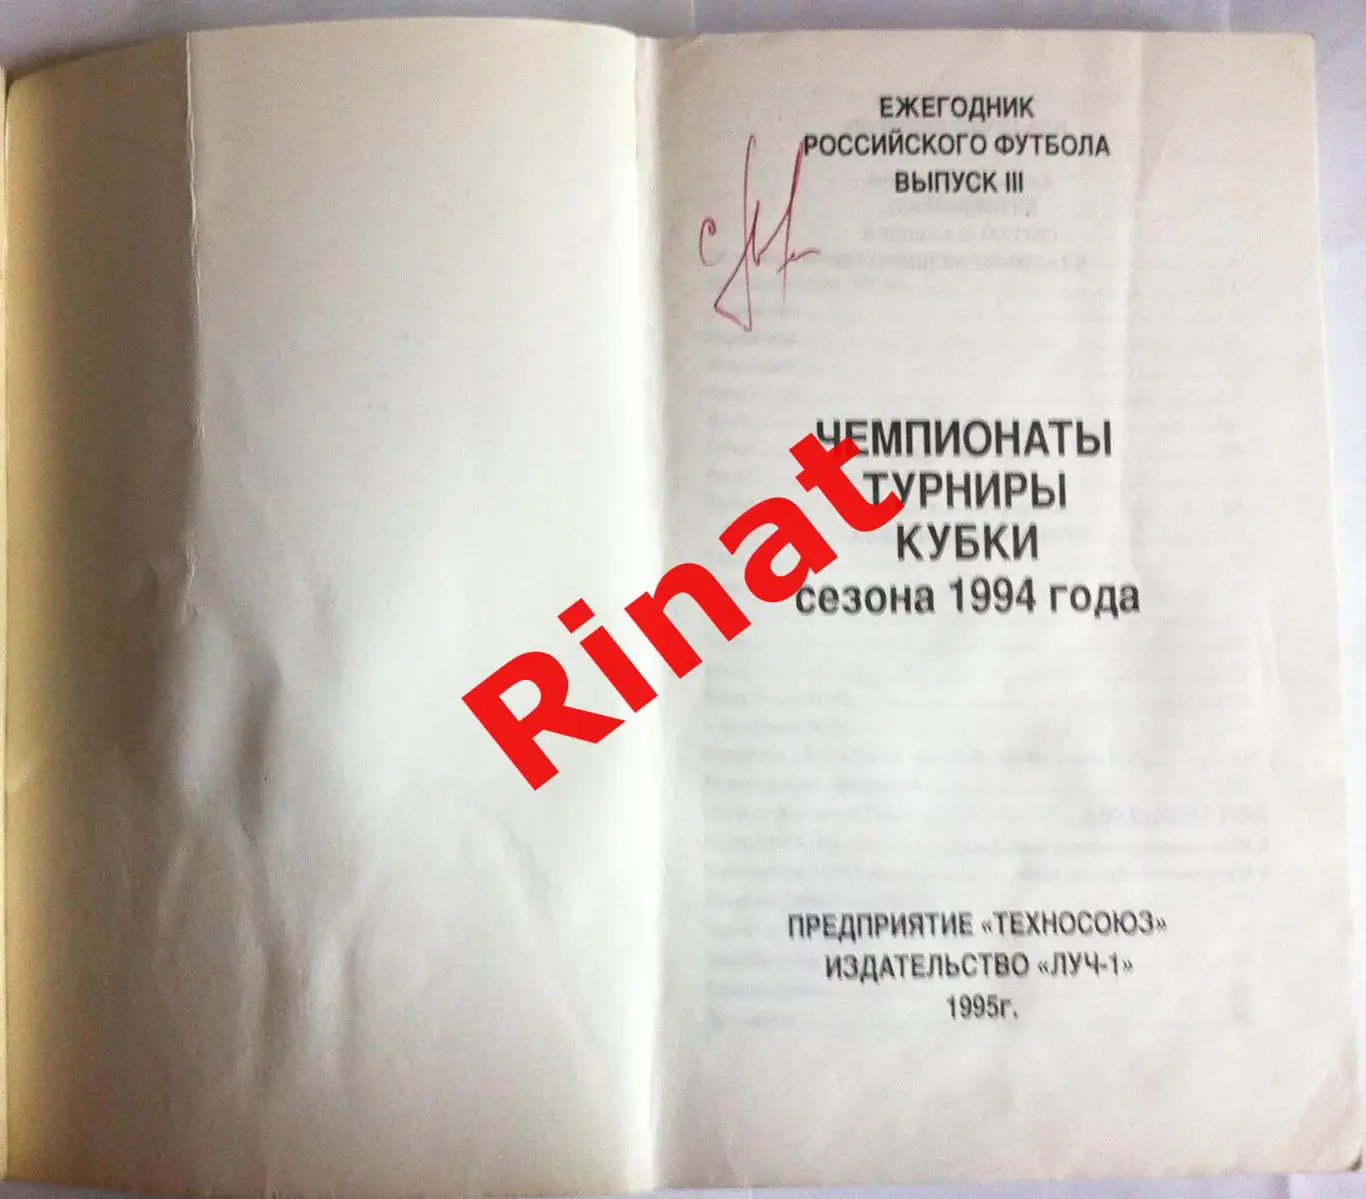 ЕЖЕГОДНИК
РОССИЙСКОГО ФУТБОЛА
ВЫПУСК III
ЧЕМПИОНАТЫ
ТУРНИРЫ
КУБКИ
сезона 1994 года
Rinat
ПРЕДПРИЯТИЕ «ТЕХНОСОЮЗ»
ИЗДАТЕЛЬСТВО «ЛУЧ-1»
1995г.